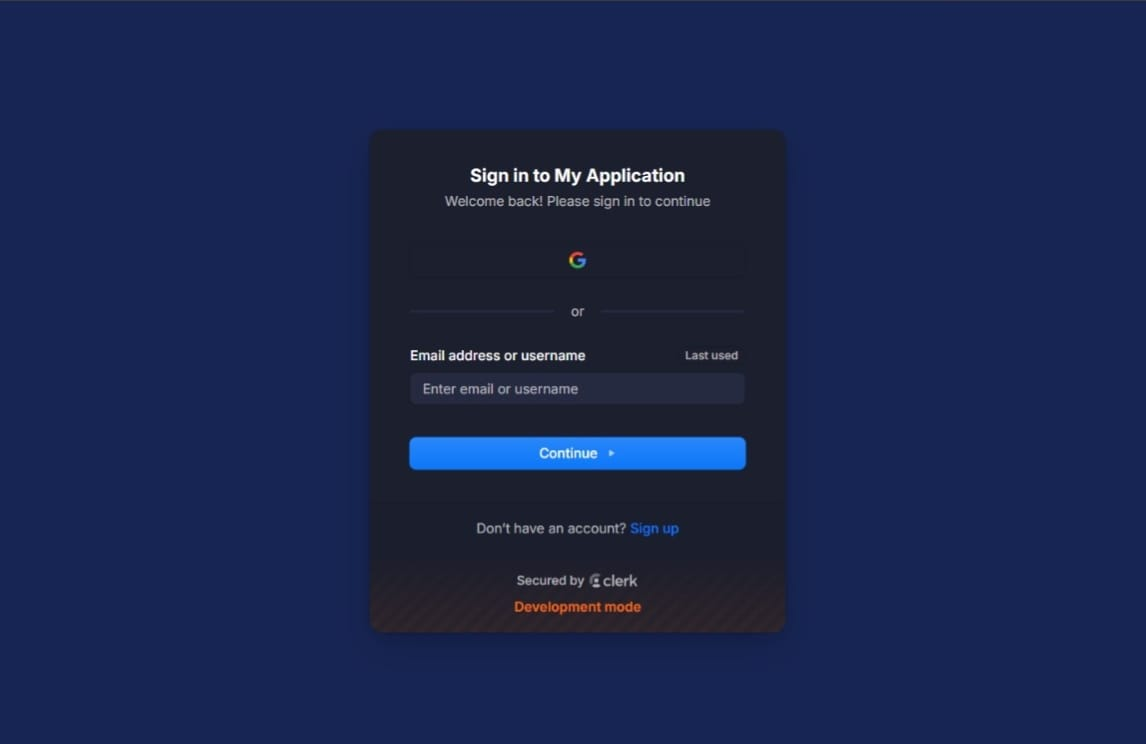 Sign in to My Application
Welcome back! Please sign in to continue
or
Email address or username Last used
Enter email or username
Continue
Don't have an account? Sign up
Secured by clerk
Development mode